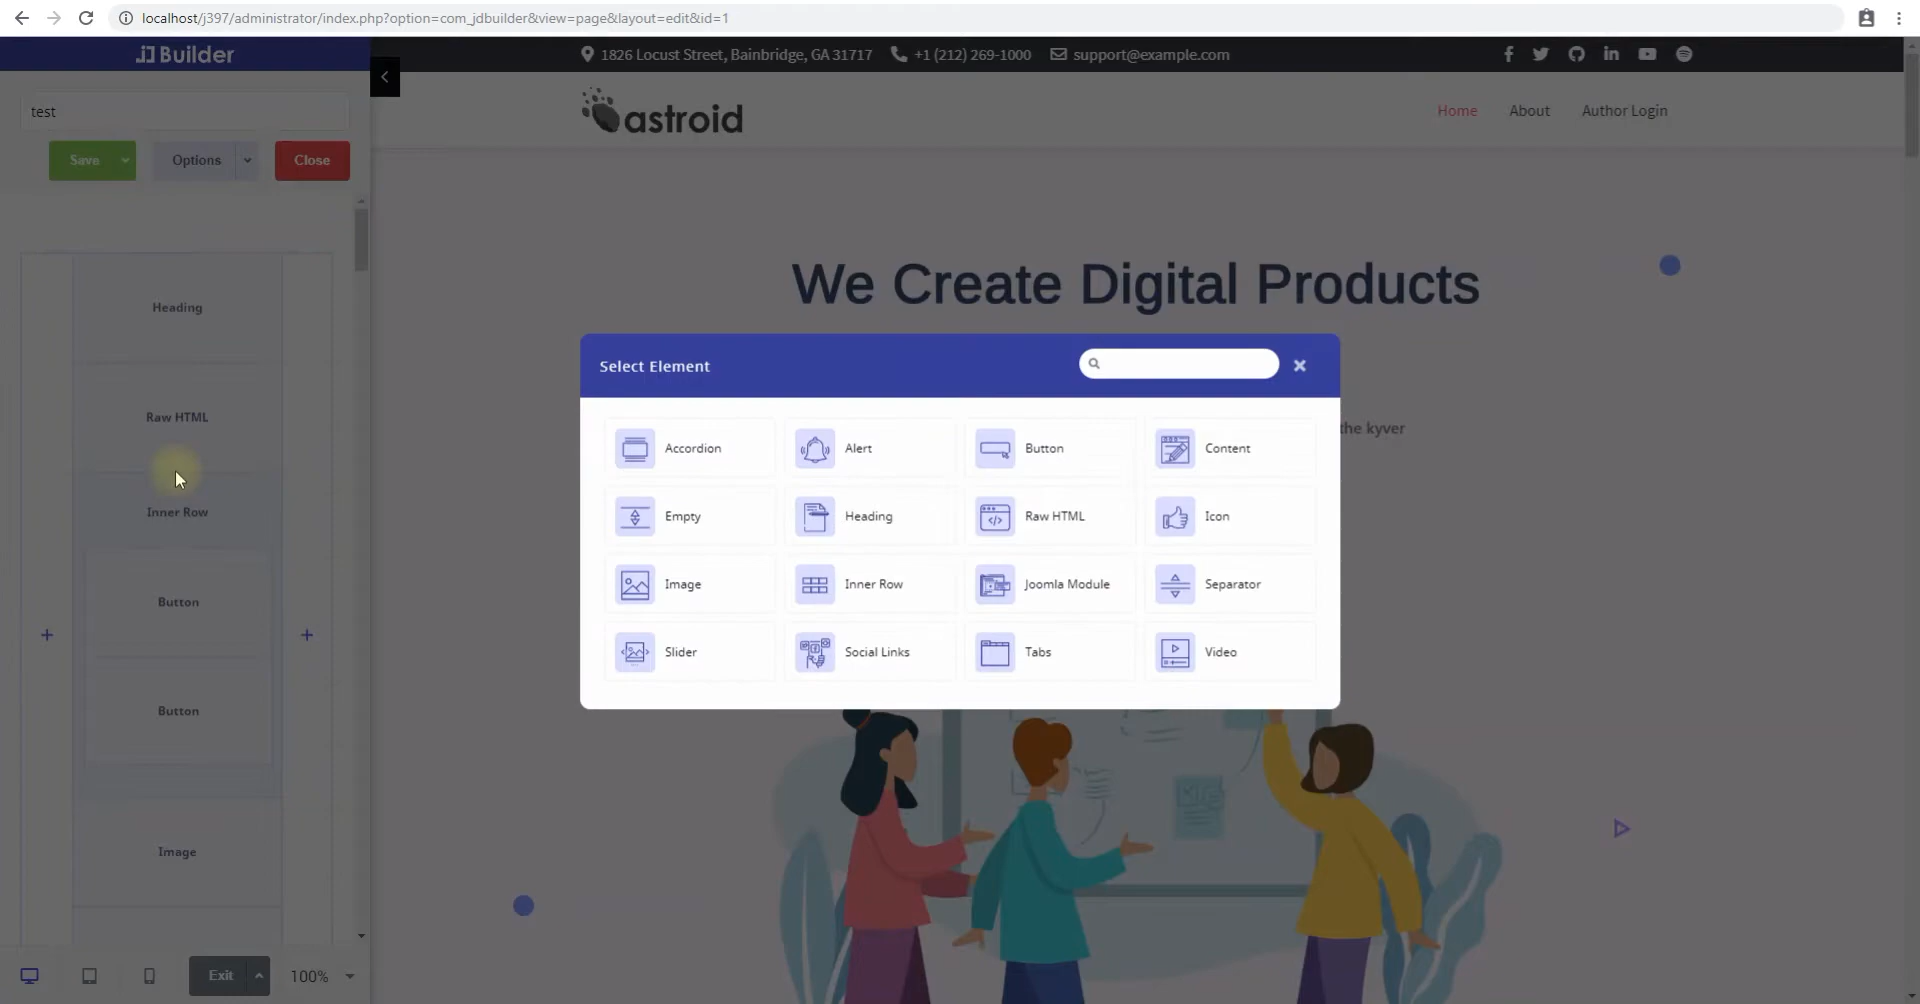 localhost/j397/administrator/index.php?option=com_jdbuilder&view=page&layout=edit&id=1
JD Builder
1826 Locust Street, Bainbridge, GA 31717 +1 (212) 269-1000 support@example.com
test
astroid
Home About Author Login
Save Options Close
We Create Digital Products
Heading
Select Element
Raw HTML
the kyver
Accordion Alert Button Content
Inner Row
Empty Heading Raw HTML Icon
Button
Image Inner Row Joomla Module Separator
Slider Social Links Tabs Video
Button
Image
Exit 100%